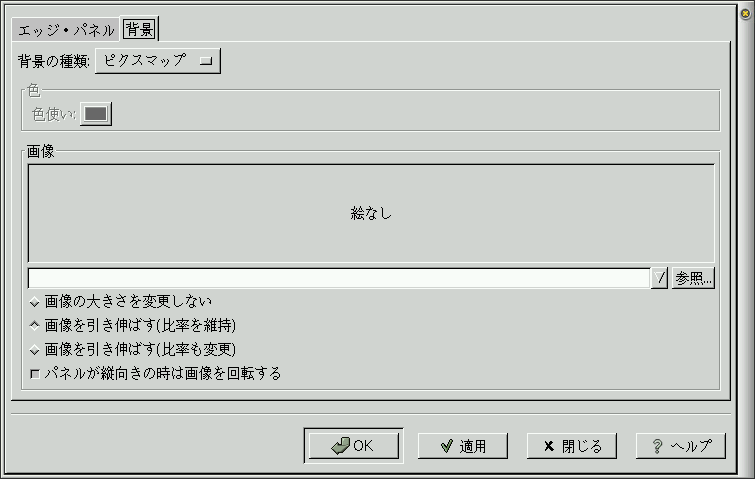 エッジ・パネル 背景
背景の種類: ピクスマップ
色
色使い:
画像
絵なし
参照...
画像の大きさを変更しない
画像を引き伸ばす(比率を維持)
画像を引き伸ばす(比率も変更)
パネルが縦向きの時は画像を回転する
OK 適用 閉じる ヘルプ